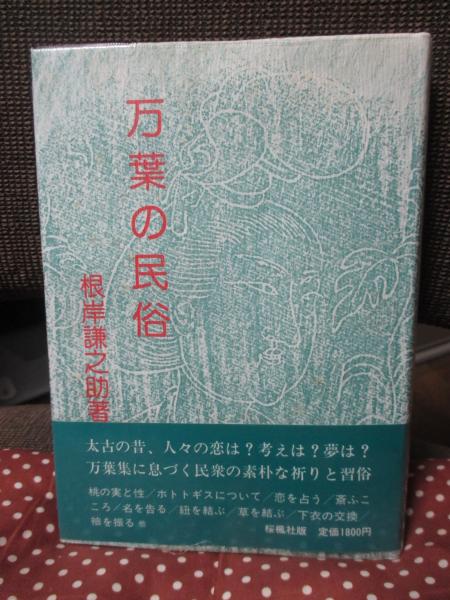 万葉の民俗
根岸謙之助著
太古の昔、人々の恋は?考えは?夢は?
万葉集に息づく民衆の素朴な祈りと習俗
桃の実と性/ホトトギスについて/恋を占う/斎ふこ
ころ/名を告る/紐を結ぶ/草を結ぶ/下衣の交換/
袖を振る 他
桜楓社版 定価1800円